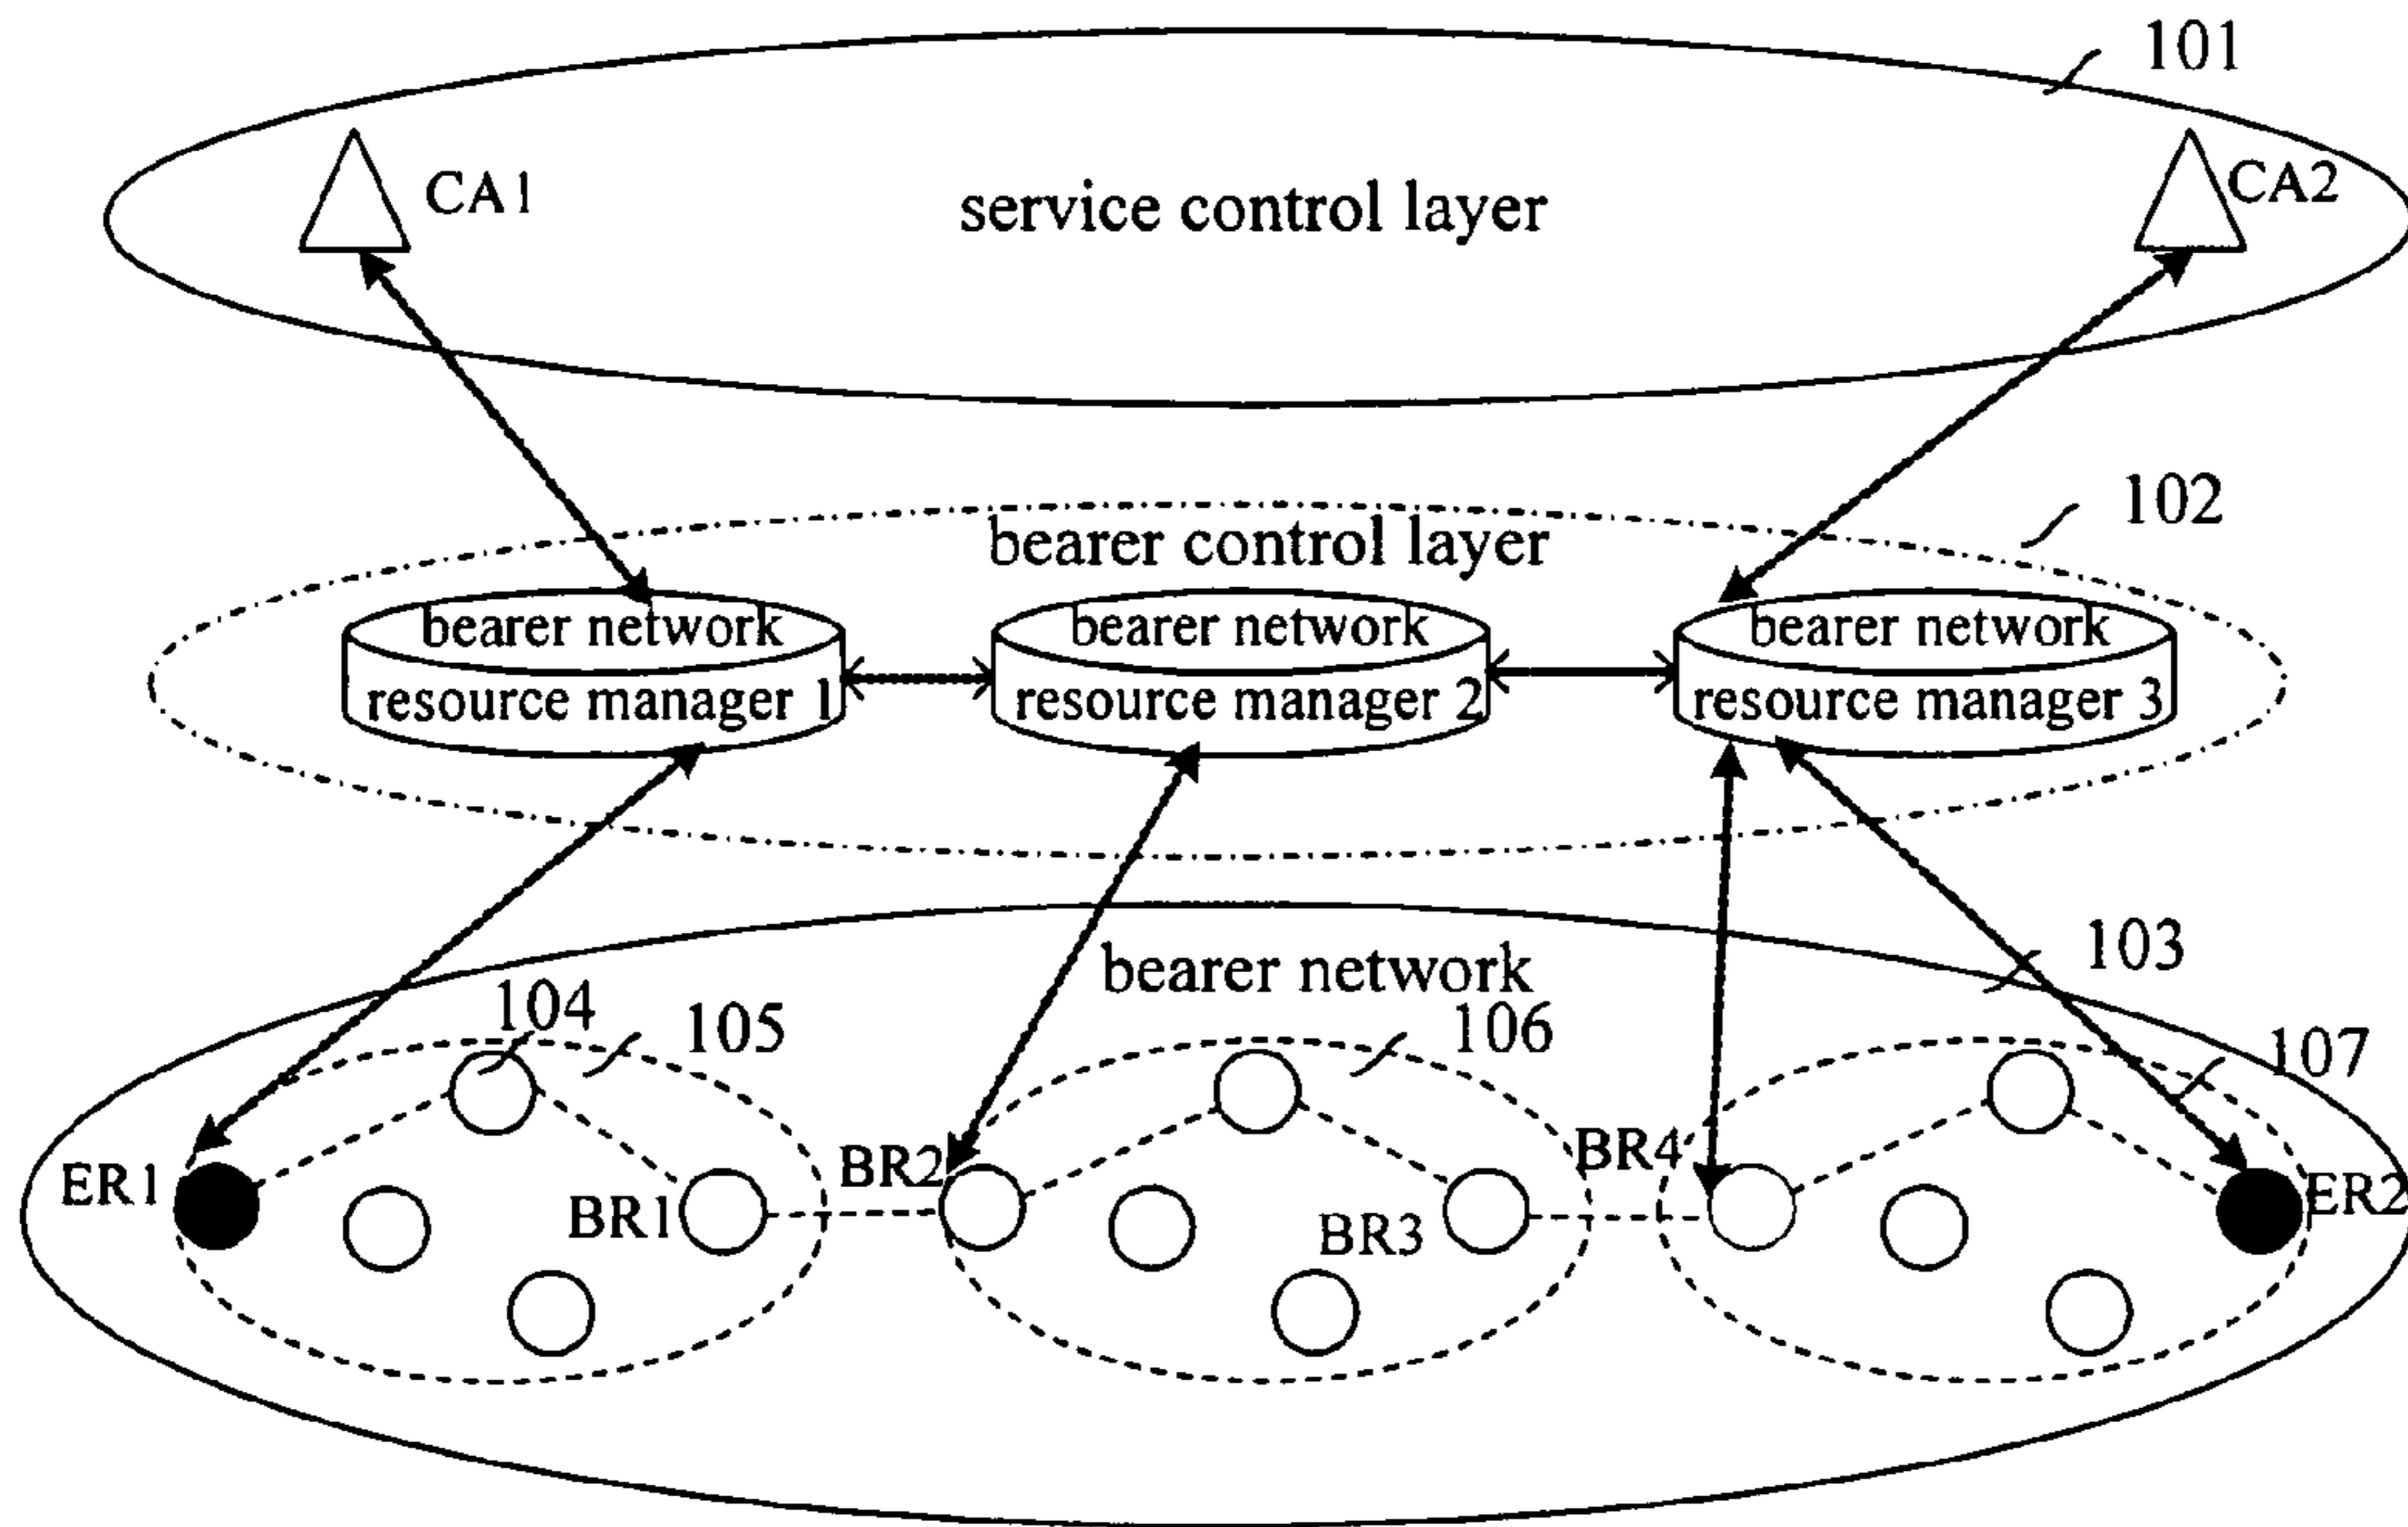 101
CA1
service control layer
CA2
102
bearer control layer
bearer network
resource manager 1
bearer network
resource manager 2
bearer network
resource manager 3
103
bearer network
104
105
106
107
ER1
BR1
BR2
BR3
BR4
ER2